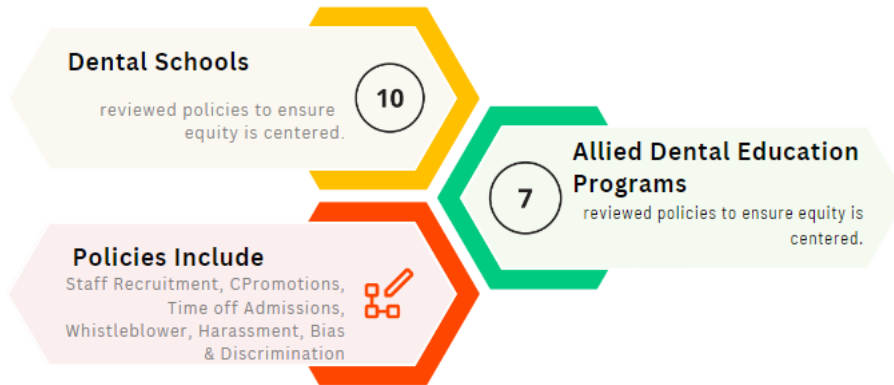 Dental Schools
10
reviewed policies to ensure
equity is centered.
Allied Dental Education
Programs
7
reviewed policies to ensure equity is
centered.
Policies Include
Staff Recruitment, CPromotions,
Time off Admissions,
Whistleblower, Harassment, Bias
& Discrimination